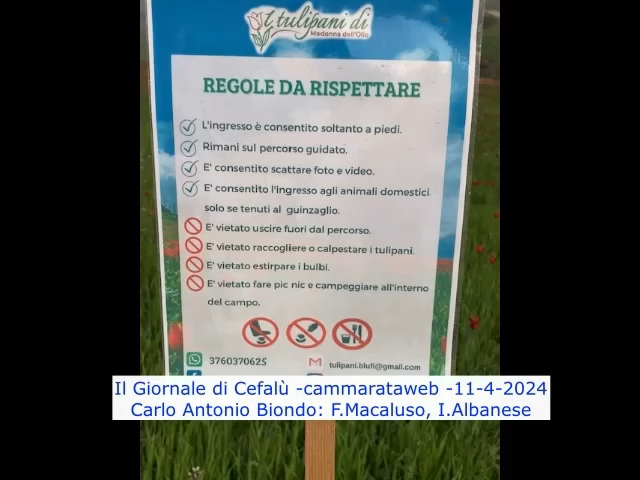 I tulipani di
Madonna dell'Olio
REGOLE DA RISPETTARE
L'ingresso è consentito soltanto a piedi.
Rimani sul percorso guidato.
E' consentito scattare foto e video.
E' consentito l'ingresso agli animali domestici
solo se tenuti al guinzaglio.
E' vietato uscire fuori dal percorso.
E' vietato raccogliere o calpestare i tulipani.
E' vietato estirpare i bulbi.
E' vietato fare pic nic e campeggiare all'interno
del campo.
3760370625 tulipani.blufi@gmail.com
Il Giornale di Cefalù -cammarataweb -11-4-2024
Carlo Antonio Biondo: F.Macaluso, I.Albanese